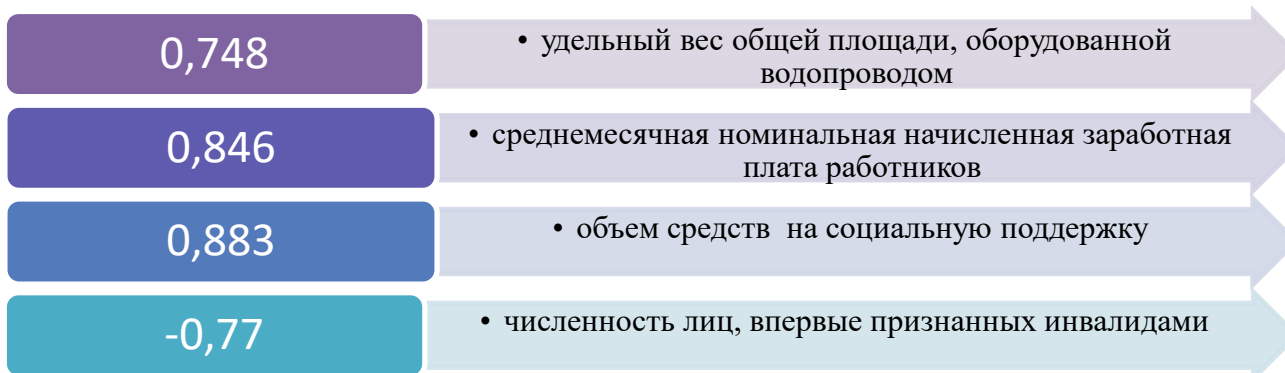 0,748
• удельный вес общей площади, оборудованной
водопроводом
0,846
• среднемесячная номинальная начисленная заработная
плата работников
0,883
• объем средств на социальную поддержку
-0,77
• численность лиц, впервые признанных инвалидами